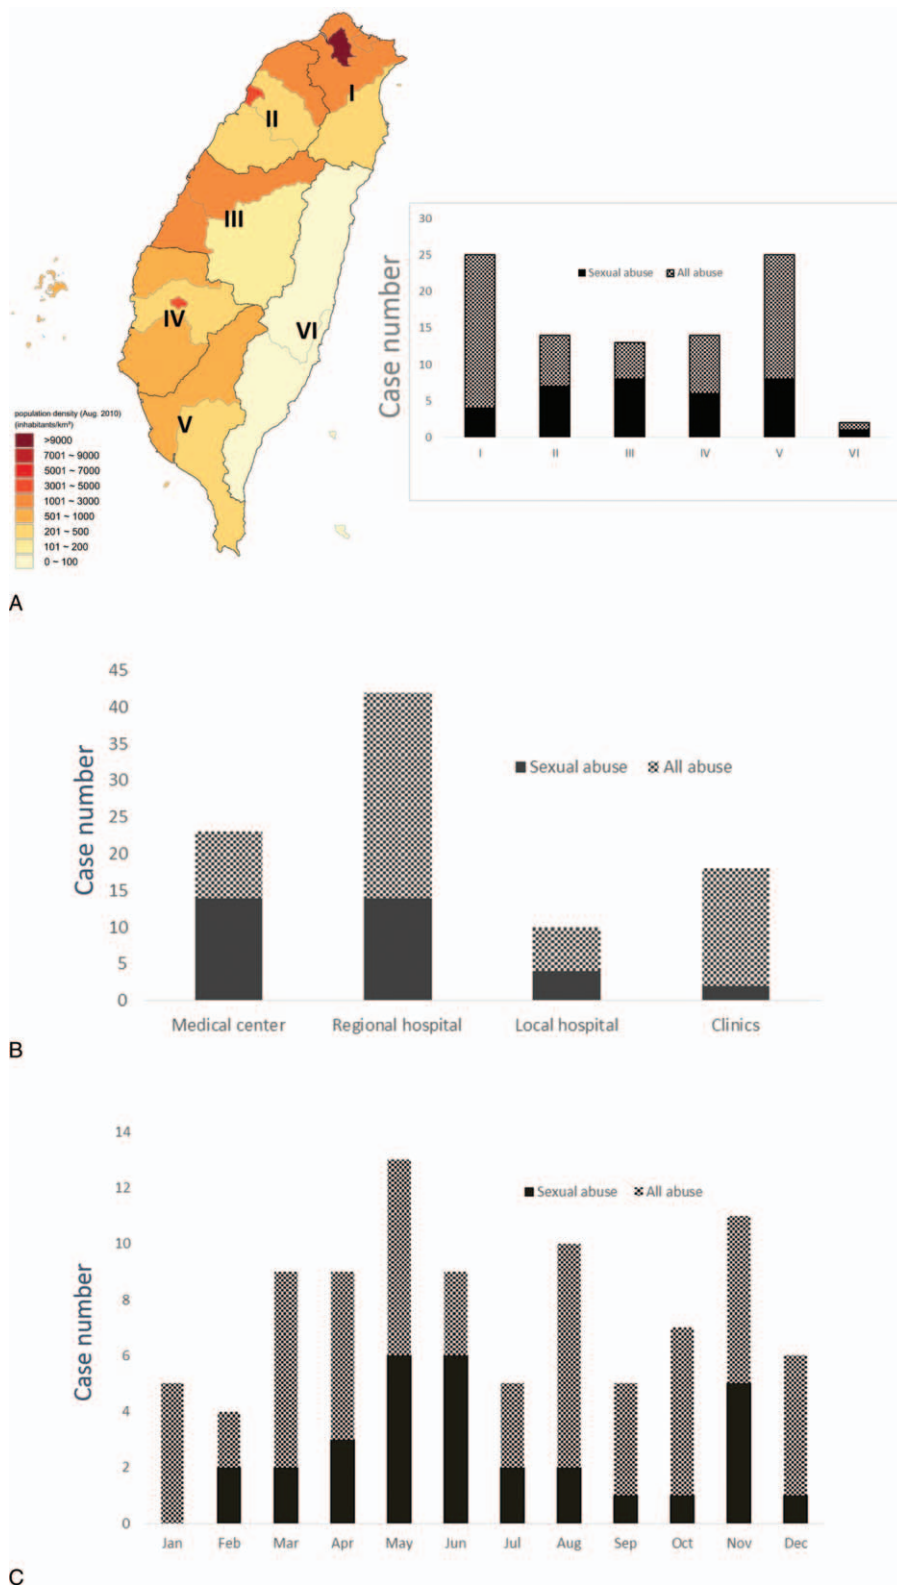 I
II
III
IV
VI
V
population density (Aug. 2010)
(inhabitants/km²)
>9000
7001 ~ 9000
5001 ~ 7000
3001 ~ 5000
1001 ~ 3000
501 ~ 1000
201 ~ 500
101 ~ 200
0 ~ 100
Case number
30
25
20
15
10
5
0
Sexual abuse All abuse
I II III IV V VI
A
Case number
45
40
35
30
25
20
15
10
5
0
Sexual abuse All abuse
Medical center Regional hospital Local hospital Clinics
B
Case number
14
12
10
8
6
4
2
0
Sexual abuse All abuse
Jan Feb Mar Apr May Jun Jul Aug Sep Oct Nov Dec
C